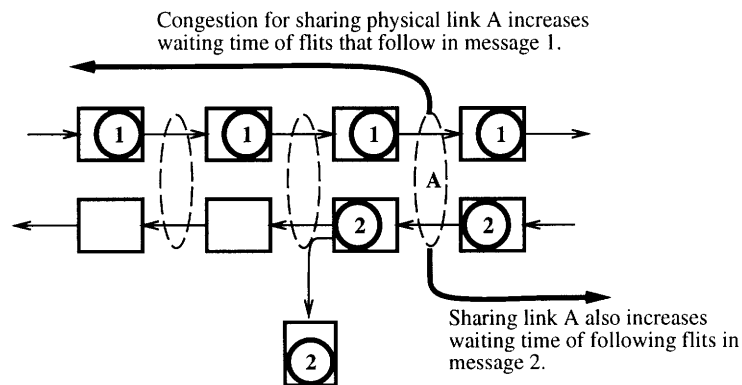 Congestion for sharing physical link A increases
waiting time of flits that follow in message 1.
1 1 1 1
A
2 2
2
Sharing link A also increases
waiting time of following flits in
message 2.